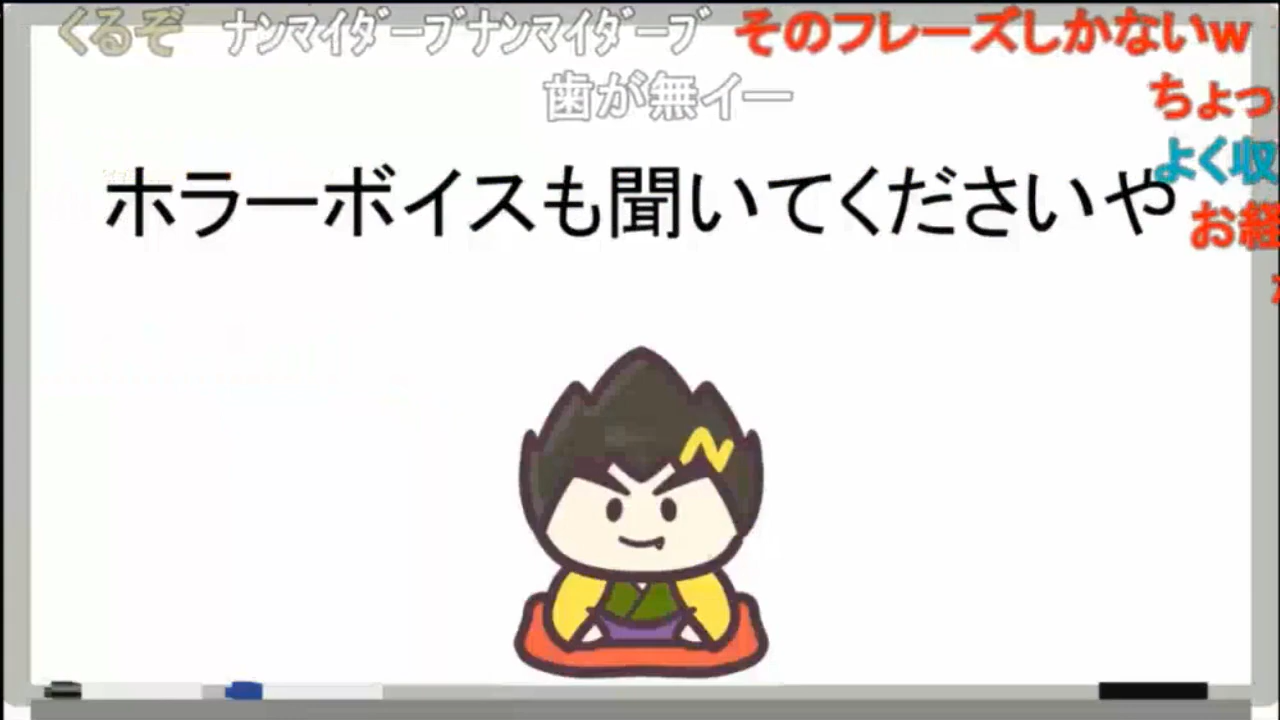 くるぞ ﾅﾝﾏｲﾀﾞｰﾌﾞﾅﾝﾏｲﾀﾞｰﾌﾞ そのフレーズしかないw
歯が無イー
ちょっ
よく収
ホラーボイスも聞いてくださいや
お経
N